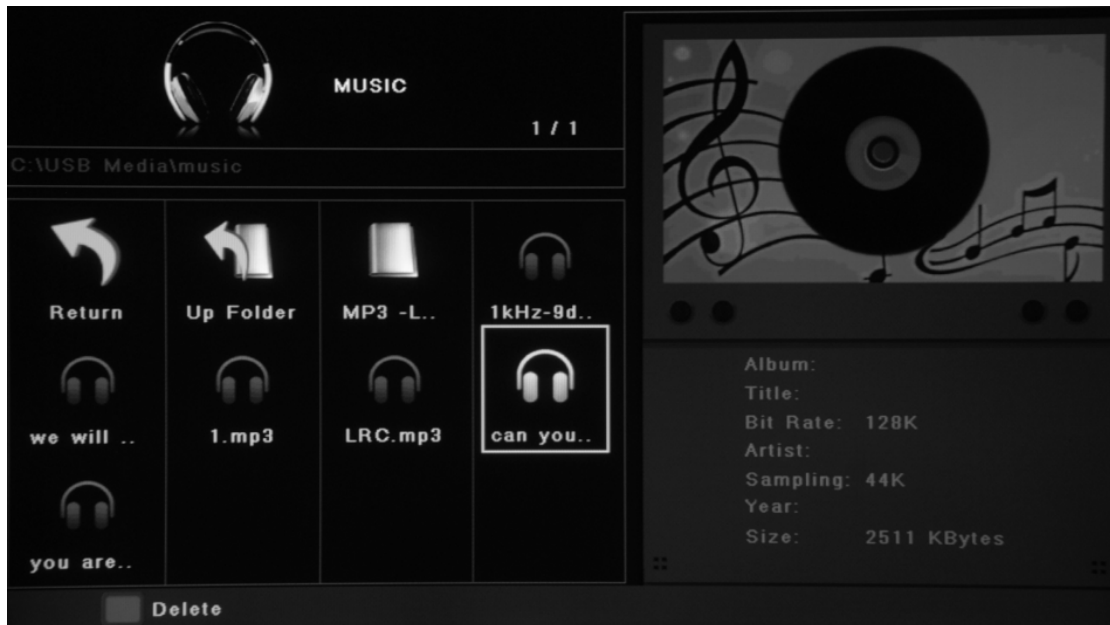 MUSIC
1 / 1
C:\USB Media\music
Return
Up Folder
MP3 -L..
1kHz-9d..
we will ..
1.mp3
LRC.mp3
can you..
you are..
Album:
Title:
Bit Rate: 128K
Artist:
Sampling: 44K
Year:
Size: 2511 KBytes
Delete